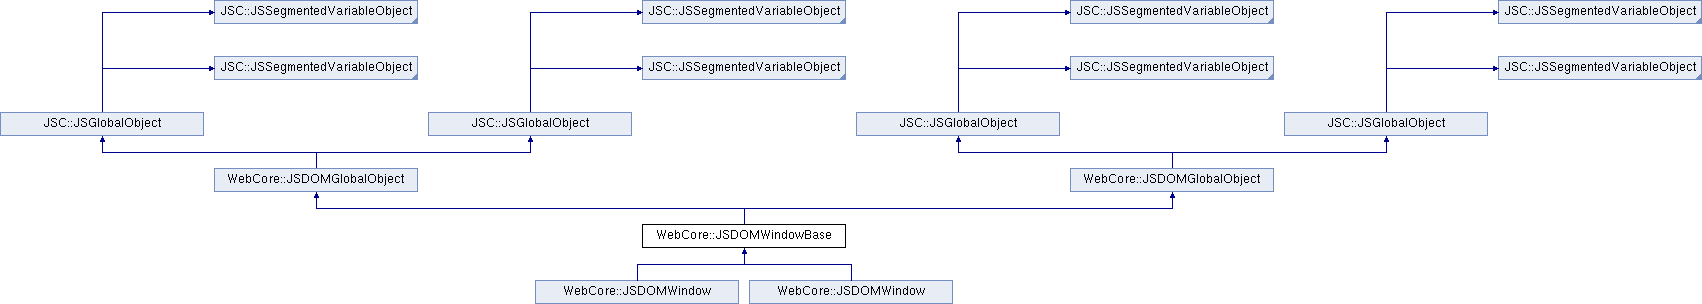 JSC::JSSegmentedVariableObject
JSC::JSSegmentedVariableObject
JSC::JSSegmentedVariableObject
JSC::JSSegmentedVariableObject
JSC::JSSegmentedVariableObject
JSC::JSSegmentedVariableObject
JSC::JSSegmentedVariableObject
JSC::JSSegmentedVariableObject
JSC::JSGlobalObject
JSC::JSGlobalObject
JSC::JSGlobalObject
JSC::JSGlobalObject
WebCore::JSDOMGlobalObject
WebCore::JSDOMGlobalObject
WebCore::JSDOMWindowBase
WebCore::JSDOMWindow
WebCore::JSDOMWindow